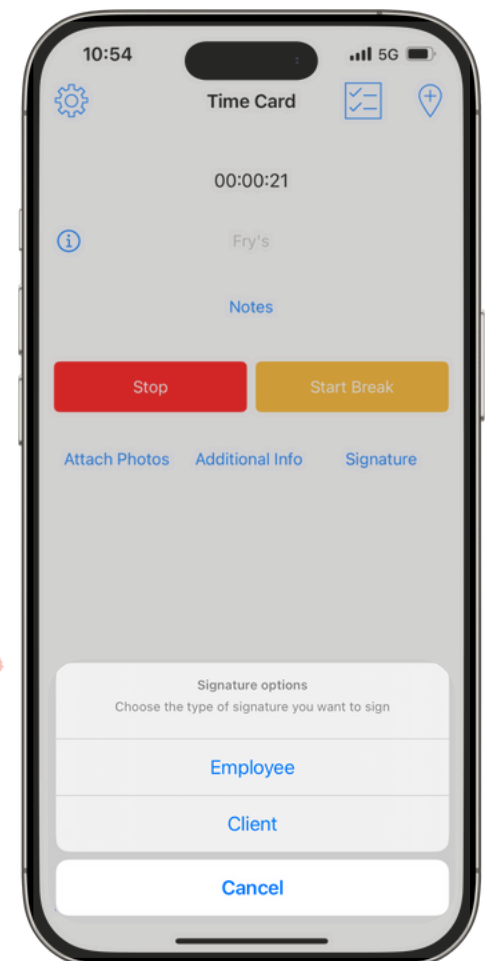 10:54 5G
Time Card
00:00:21
Fry's
Notes
Stop Start Break
Attach Photos Additional Info Signature
Signature options
Choose the type of signature you want to sign
Employee
Client
Cancel